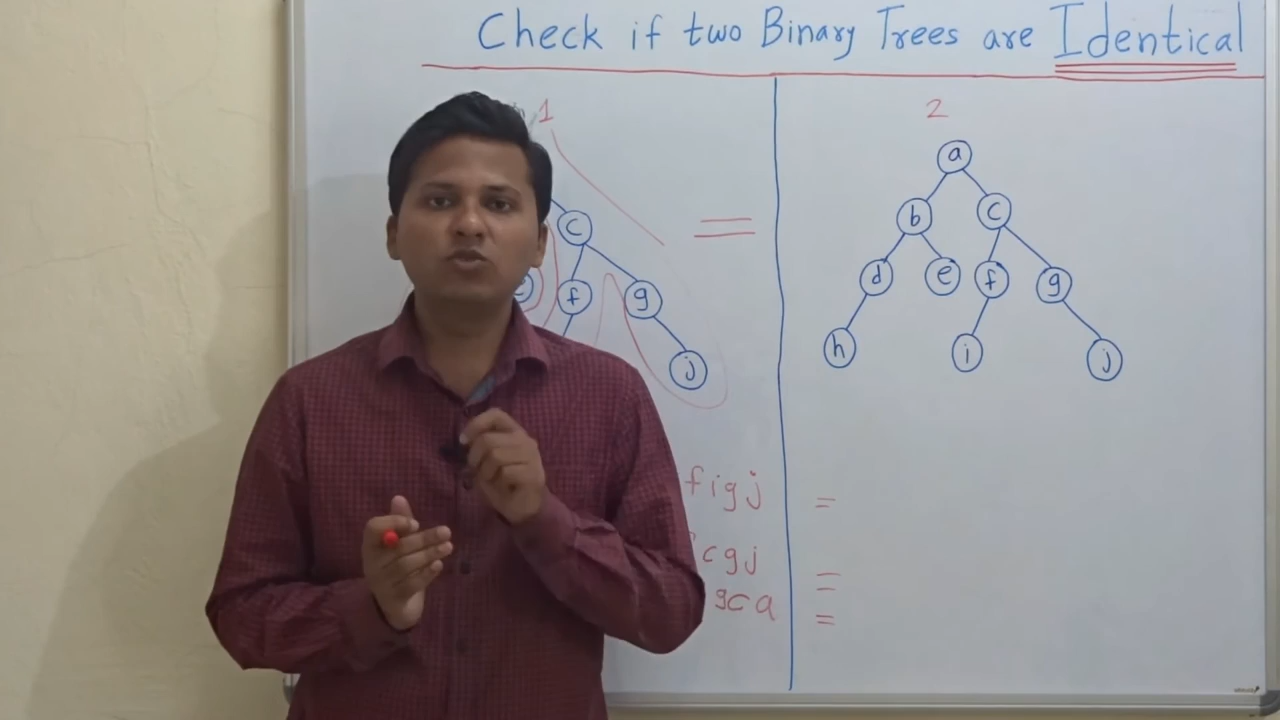 Check if two Binary Trees are Identical
1
2
a
b c
c
d e f g
e f g
h i j
j
figj =
cgj =
gca =
=